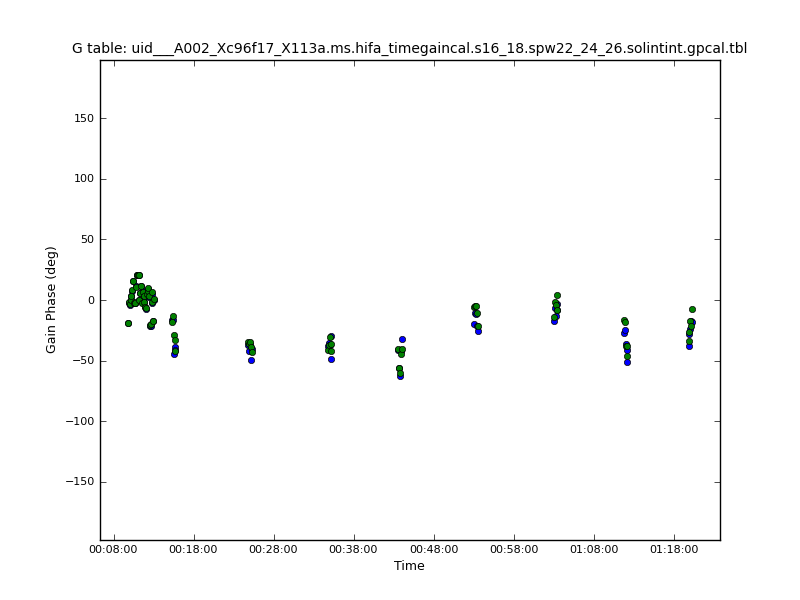 G table: uid___A002_Xc96f17_X113a.ms.hifa_timegaincal.s16_18.spw22_24_26.solintint.gpcal.tbl
150
100
50
0
−50
−100
−150
Gain Phase (deg)
00:08:00 00:18:00 00:28:00 00:38:00 00:48:00 00:58:00 01:08:00 01:18:00
Time